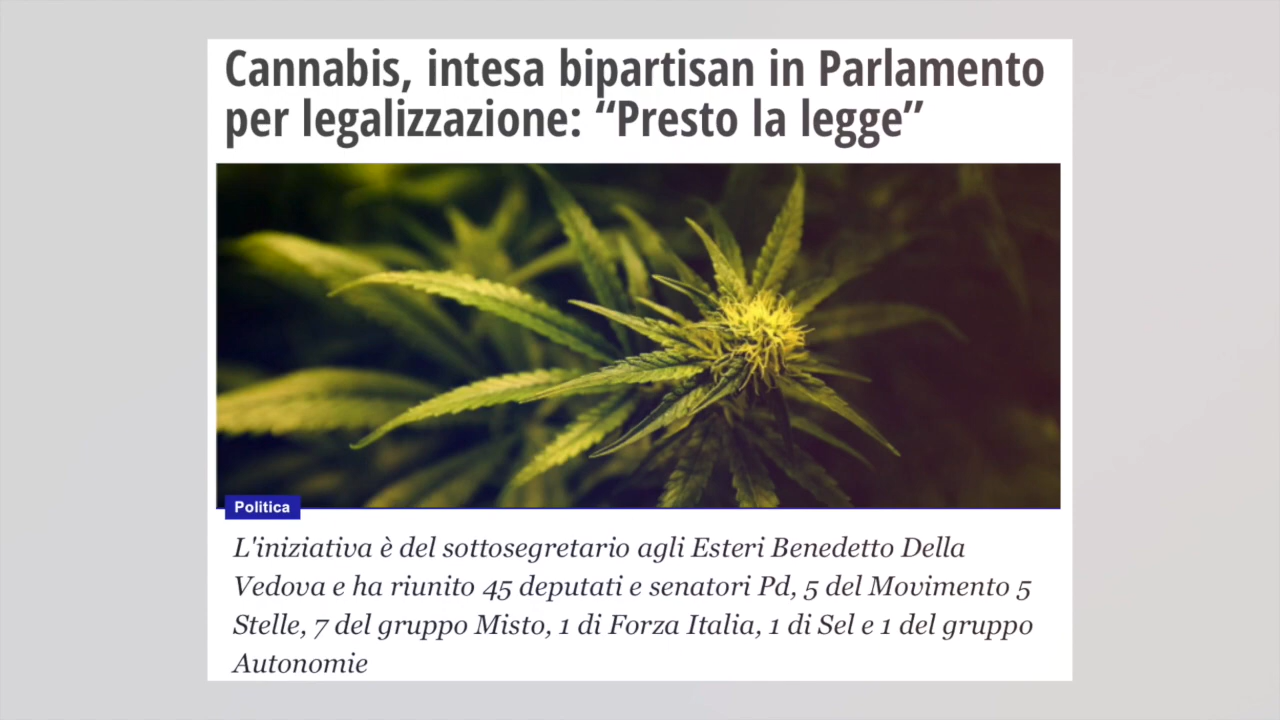 Cannabis, intesa bipartisan in Parlamento
per legalizzazione: “Presto la legge”
Politica
L'iniziativa è del sottosegretario agli Esteri Benedetto Della
Vedova e ha riunito 45 deputati e senatori Pd, 5 del Movimento 5
Stelle, 7 del gruppo Misto, 1 di Forza Italia, 1 di Sel e 1 del gruppo
Autonomie